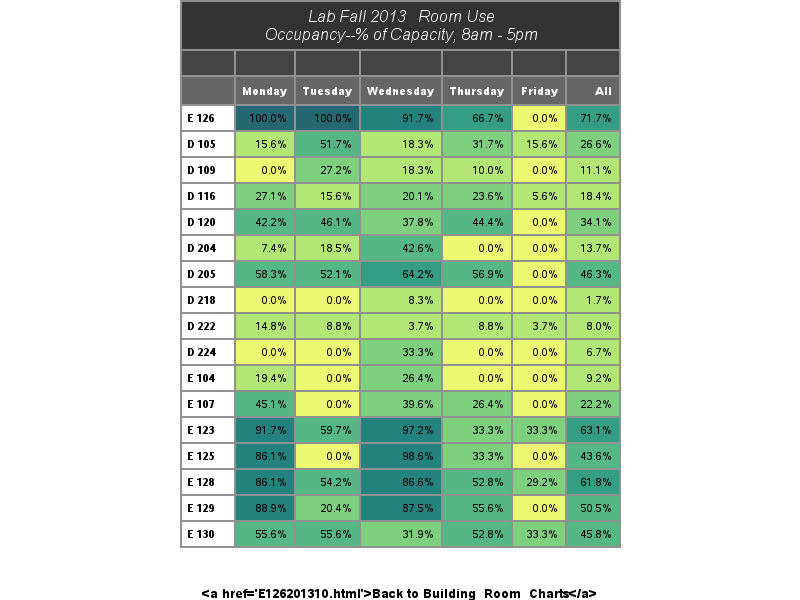 Lab Fall 2013 Room Use
Occupancy--% of Capacity, 8am - 5pm
Monday Tuesday Wednesday Thursday Friday All
E 126 100.0% 100.0% 91.7% 66.7% 0.0% 71.7%
D 105 15.6% 51.7% 18.3% 31.7% 15.6% 26.6%
D 109 0.0% 27.2% 18.3% 10.0% 0.0% 11.1%
D 116 27.1% 15.6% 20.1% 23.6% 5.6% 18.4%
D 120 42.2% 46.1% 37.8% 44.4% 0.0% 34.1%
D 204 7.4% 18.5% 42.6% 0.0% 0.0% 13.7%
D 205 58.3% 52.1% 64.2% 56.9% 0.0% 46.3%
D 218 0.0% 0.0% 8.3% 0.0% 0.0% 1.7%
D 222 14.8% 8.8% 3.7% 8.8% 3.7% 8.0%
D 224 0.0% 0.0% 33.3% 0.0% 0.0% 6.7%
E 104 19.4% 0.0% 26.4% 0.0% 0.0% 9.2%
E 107 45.1% 0.0% 39.6% 26.4% 0.0% 22.2%
E 123 91.7% 59.7% 97.2% 33.3% 33.3% 63.1%
E 125 86.1% 0.0% 98.6% 33.3% 0.0% 43.6%
E 128 86.1% 54.2% 86.6% 52.8% 29.2% 61.8%
E 129 88.9% 20.4% 87.5% 55.6% 0.0% 50.5%
E 130 55.6% 55.6% 31.9% 52.8% 33.3% 45.8%
<a href='E126201310.html'>Back to Building_Room_Charts</a>